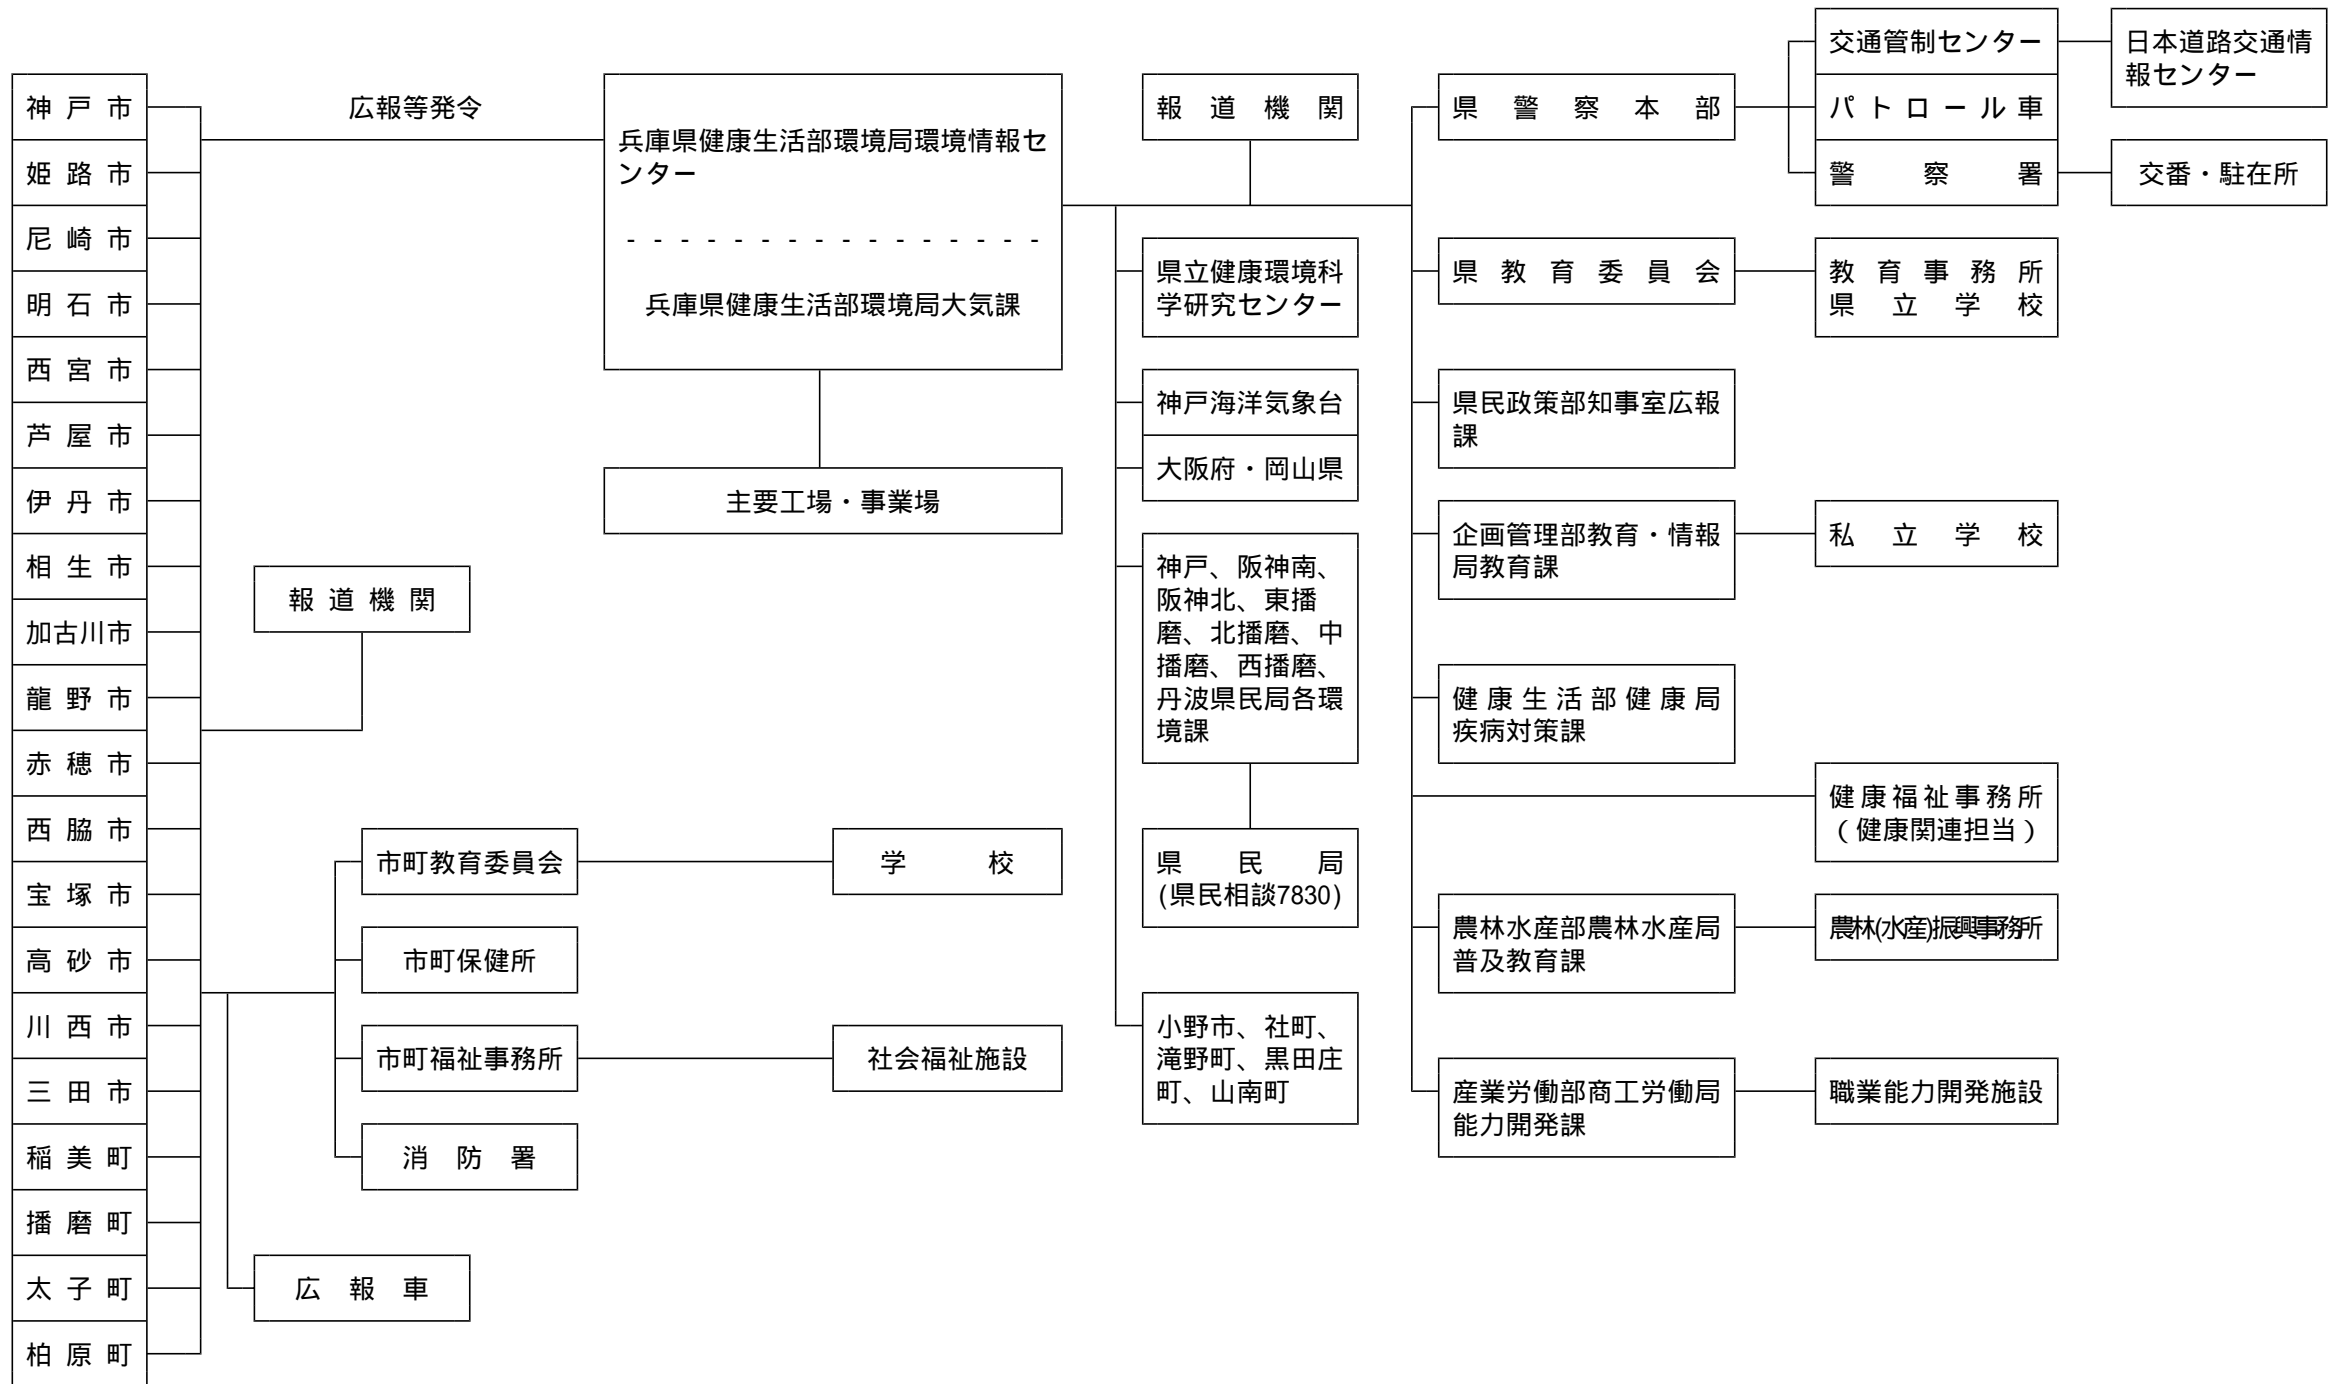 神戸市
姫路市
尼崎市
明石市
西宮市
芦屋市
伊丹市
相生市
加古川市
龍野市
赤穂市
西脇市
宝塚市
高砂市
川西市
三田市
稲美町
播磨町
太子町
柏原町
広報等発令
報道機関
市町教育委員会
学校
市町保健所
市町福祉事務所
社会福祉施設
消防署
広報車
兵庫県健康生活部環境局環境情報セ
ンター
- - - - - - - - - - - - - - - -
兵庫県健康生活部環境局大気課
主要工場・事業場
報道機関
県立健康環境科
学研究センター
神戸海洋気象台
大阪府・岡山県
神戸、阪神南、
阪神北、東播
磨、北播磨、中
播磨、西播磨、
丹波県民局各環
境課
県民局
(県民相談7830)
小野市、社町、
滝野町、黒田庄
町、山南町
県警察本部
交通管制センター
パトロール車
警察署
日本道路交通情
報センター
交番・駐在所
県教育委員会
教育事務所
県立学校
県民政策部知事室広報
課
企画管理部教育・情報
局教育課
私立学校
健康生活部健康局
疾病対策課
健康福祉事務所
(健康関連担当)
農林水産部農林水産局
普及教育課
農林(水産)振興事務所
産業労働部商工労働局
能力開発課
職業能力開発施設